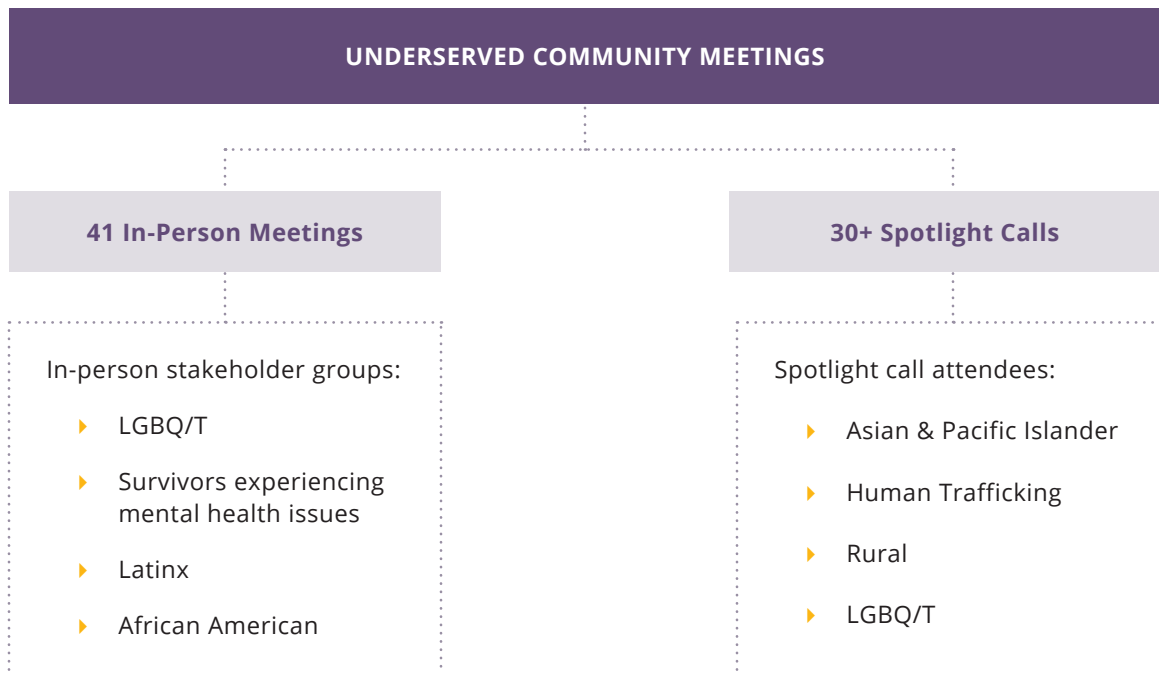 UNDERSERVED COMMUNITY MEETINGS
41 In-Person Meetings
In-person stakeholder groups:
LGBQ/T
Survivors experiencing
mental health issues
Latinx
African American
30+ Spotlight Calls
Spotlight call attendees:
Asian & Pacific Islander
Human Trafficking
Rural
LGBQ/T